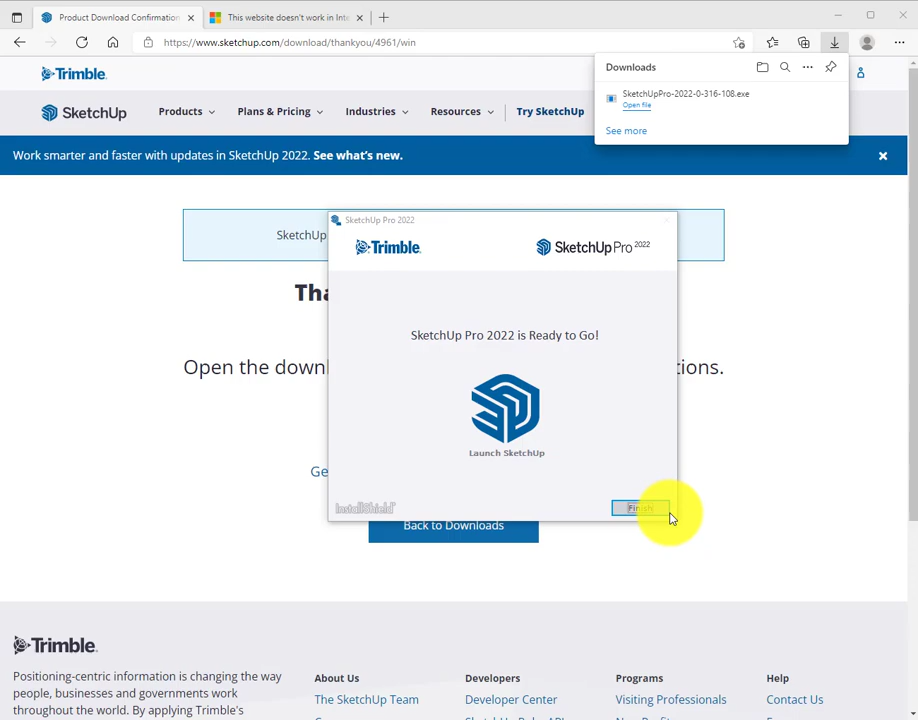 Product Download Confirmation
This website doesn't work in Inte
https://www.sketchup.com/download/thankyou/4961/win
Downloads
SketchUpPro-2022-0-316-108.exe
Open file
See more
Trimble
SketchUp
Products
Plans & Pricing
Industries
Resources
Try SketchUp
Work smarter and faster with updates in SketchUp 2022. See what's new.
SketchUp
SketchUp Pro 2022
Trimble
SketchUp Pro 2022
Tha
SketchUp Pro 2022 is Ready to Go!
Open the downl
tions.
Launch SketchUp
Ge
InstallShield
Finish
Back to Downloads
Trimble
Positioning-centric information is changing the way
people, businesses and governments work
throughout the world. By applying Trimble's
About Us
The SketchUp Team
Developers
Developer Center
Programs
Visiting Professionals
Help
Contact Us